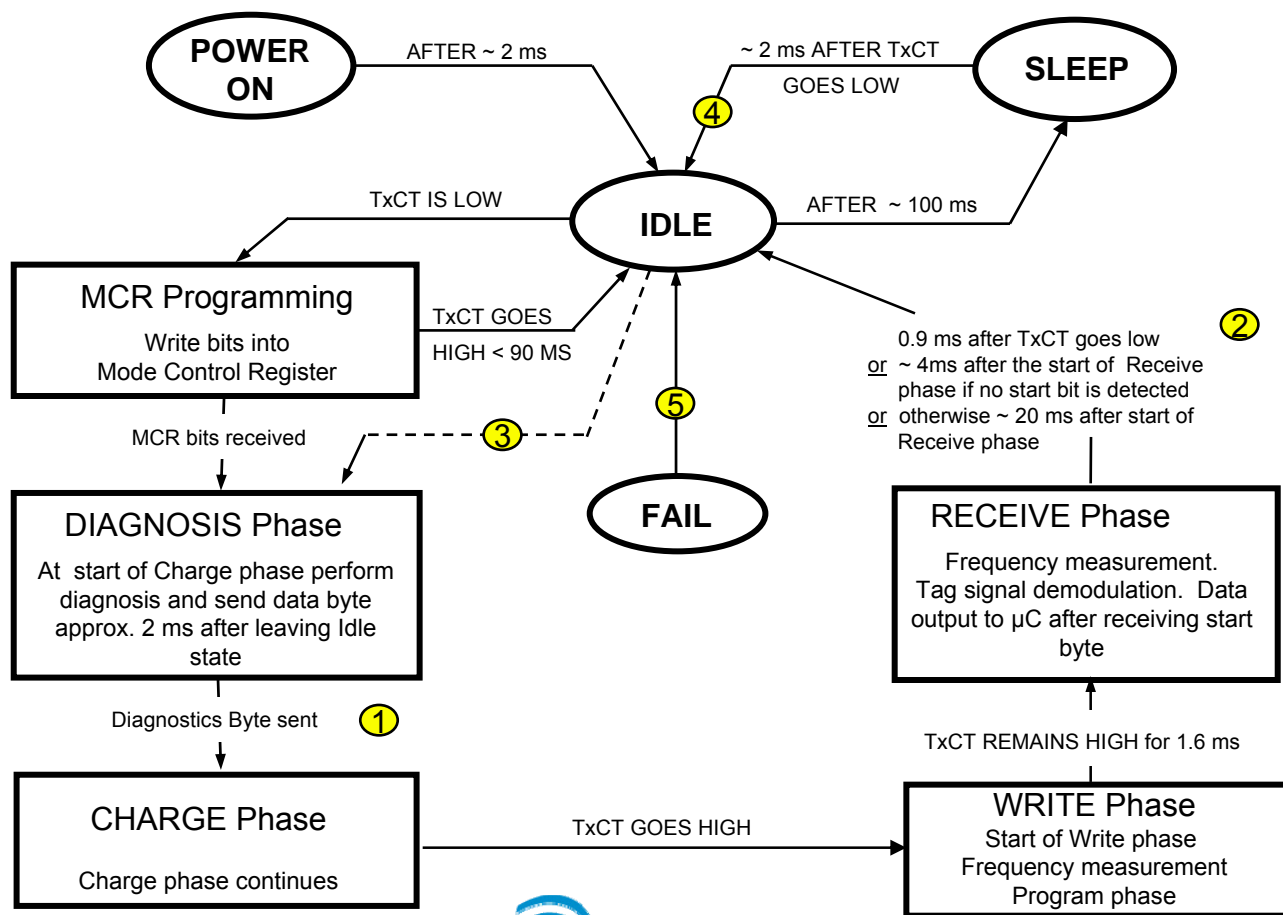 POWER
ON
AFTER ~ 2 ms
~ 2 ms AFTER TxCT
GOES LOW
SLEEP
4
TxCT IS LOW
IDLE
AFTER ~ 100 ms
MCR Programming
Write bits into
Mode Control Register
TxCT GOES
HIGH < 90 MS
2
0.9 ms after TxCT goes low
or ~ 4ms after the start of Receive
phase if no start bit is detected
or otherwise ~ 20 ms after start of
Receive phase
5
MCR bits received
3
DIAGNOSIS Phase
At start of Charge phase perform
diagnosis and send data byte
approx. 2 ms after leaving Idle
state
FAIL
RECEIVE Phase
Frequency measurement.
Tag signal demodulation. Data
output to µC after receiving start
byte
Diagnostics Byte sent
1
TxCT REMAINS HIGH for 1.6 ms
CHARGE Phase
Charge phase continues
TxCT GOES HIGH
WRITE Phase
Start of Write phase
Frequency measurement
Program phase